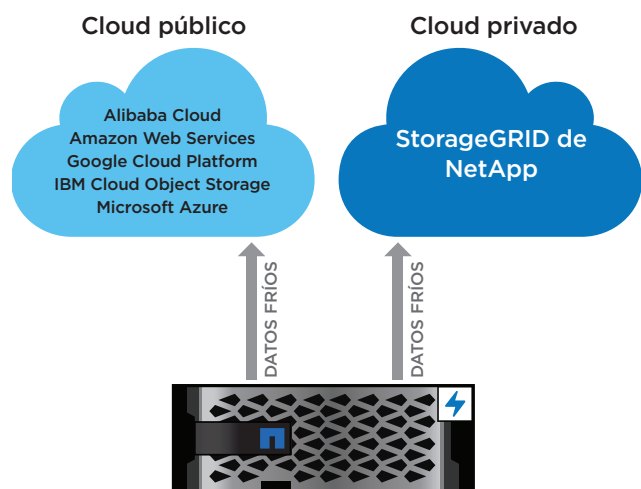 Cloud público
Cloud privado
Alibaba Cloud
Amazon Web Services
Google Cloud Platform
IBM Cloud Object Storage
Microsoft Azure
StorageGRID de
NetApp
DATOS FRÍOS
DATOS FRÍOS